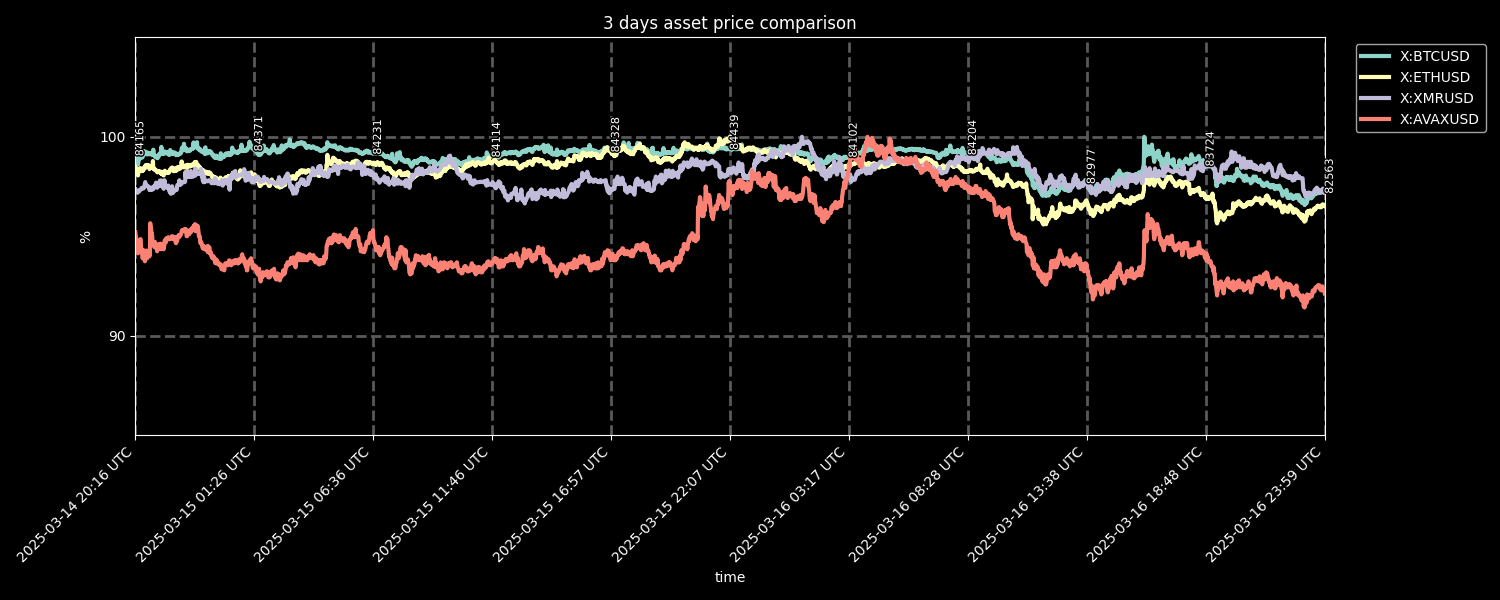 3 days asset price comparison
X:BTCUSD
X:ETHUSD
X:XMRUSD
X:AVAXUSD
100
90
%
84165
84371
84231
84114
84328
84439
84102
84204
82977
83724
82563
2025-03-14 20:16 UTC
2025-03-15 01:26 UTC
2025-03-15 06:36 UTC
2025-03-15 11:46 UTC
2025-03-15 16:57 UTC
2025-03-15 22:07 UTC
2025-03-16 03:17 UTC
2025-03-16 08:28 UTC
2025-03-16 13:38 UTC
2025-03-16 18:48 UTC
2025-03-16 23:59 UTC
time